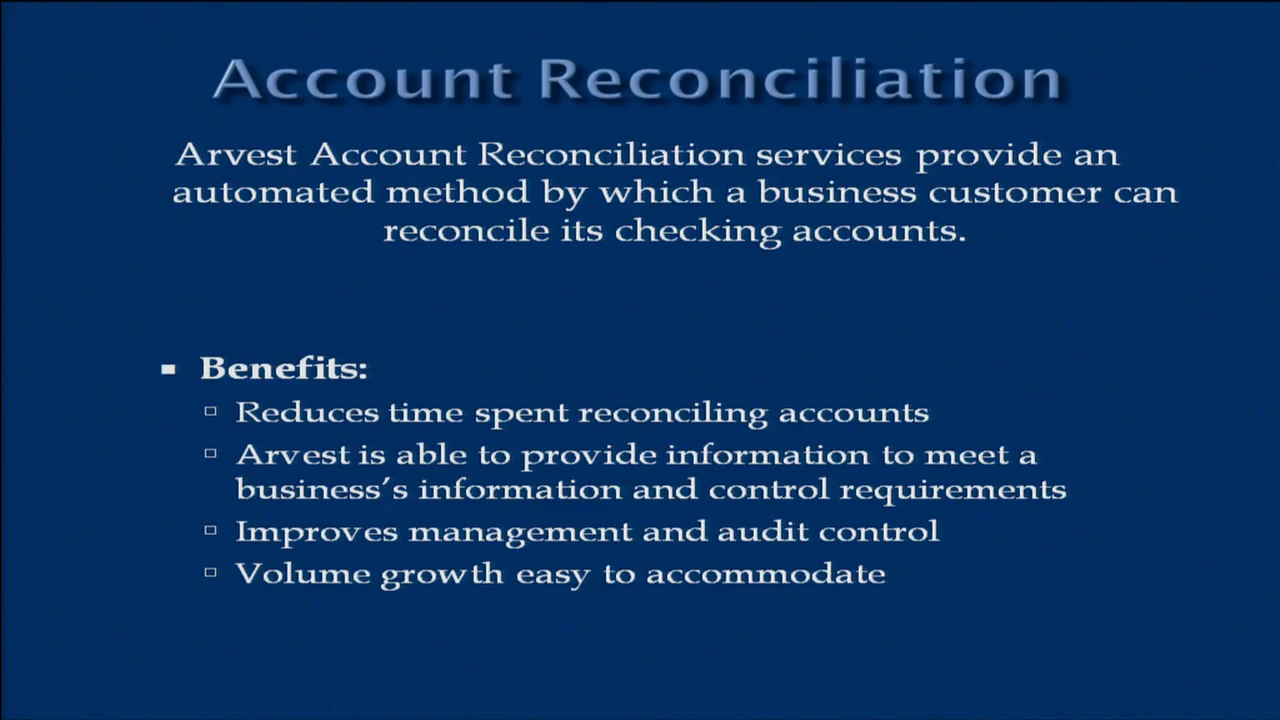 Account Reconciliation
Arvest Account Reconciliation services provide an
automated method by which a business customer can
reconcile its checking accounts.
Benefits:
Reduces time spent reconciling accounts
Arvest is able to provide information to meet a
business’s information and control requirements
Improves management and audit control
Volume growth easy to accommodate